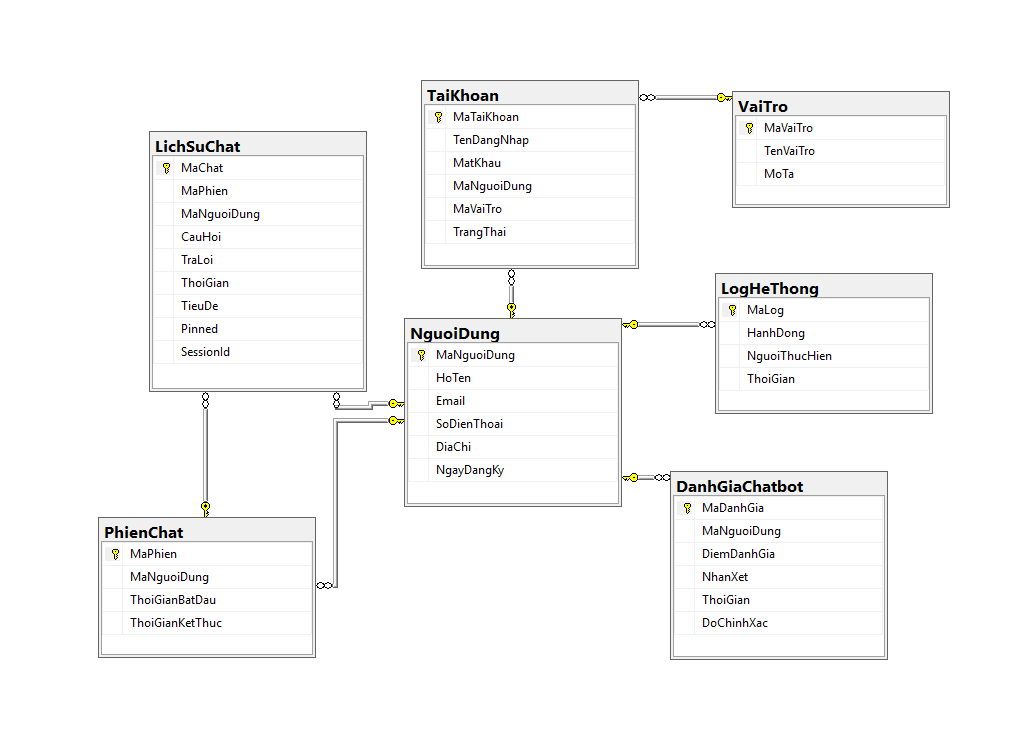 TaiKhoan
MaTaiKhoan
TenDangNhap
MatKhau
MaNguoiDung
MaVaiTro
TrangThai
VaiTro
MaVaiTro
TenVaiTro
MoTa
LichSuChat
MaChat
MaPhien
MaNguoiDung
CauHoi
TraLoi
ThoiGian
TieuDe
Pinned
SessionId
LogHeThong
MaLog
HanhDong
NguoiThucHien
ThoiGian
NguoiDung
MaNguoiDung
HoTen
Email
SoDienThoai
DiaChi
NgayDangKy
DanhGiaChatbot
MaDanhGia
MaNguoiDung
DiemDanhGia
NhanXet
ThoiGian
DoChinhXac
PhienChat
MaPhien
MaNguoiDung
ThoiGianBatDau
ThoiGianKetThuc